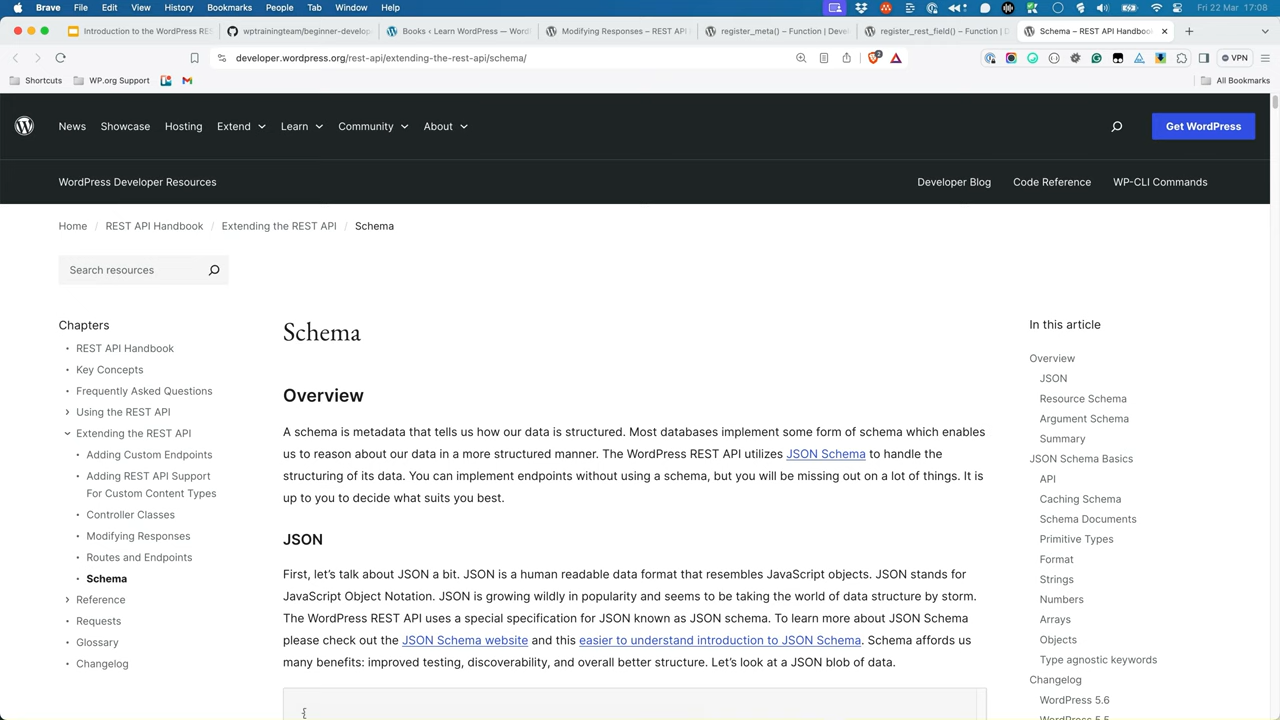 Brave File Edit View History Bookmarks People Tab Window Help Fri 22 Mar 17:08
Introduction to the WordPress RES
wptrainingteam/beginner-develop
Books ‹ Learn WordPress — Word
Modifying Responses – REST API
register_meta() – Function | Deve
register_rest_field() – Function | D
Schema – REST API Handbook
developer.wordpress.org/rest-api/extending-the-rest-api/schema/
2
VPN
Shortcuts WP.org Support All Bookmarks
News Showcase Hosting Extend Learn Community About Get WordPress
WordPress Developer Resources Developer Blog Code Reference WP-CLI Commands
Home / REST API Handbook / Extending the REST API / Schema
Search resources
Chapters
• REST API Handbook
• Key Concepts
• Frequently Asked Questions
Using the REST API
Extending the REST API
• Adding Custom Endpoints
• Adding REST API Support
For Custom Content Types
• Controller Classes
• Modifying Responses
• Routes and Endpoints
• Schema
Reference
• Requests
• Glossary
• Changelog
Schema
Overview
A schema is metadata that tells us how our data is structured. Most databases implement some form of schema which enables
us to reason about our data in a more structured manner. The WordPress REST API utilizes JSON Schema to handle the
structuring of its data. You can implement endpoints without using a schema, but you will be missing out on a lot of things. It is
up to you to decide what suits you best.
JSON
First, let’s talk about JSON a bit. JSON is a human readable data format that resembles JavaScript objects. JSON stands for
JavaScript Object Notation. JSON is growing wildly in popularity and seems to be taking the world of data structure by storm.
The WordPress REST API uses a special specification for JSON known as JSON schema. To learn more about JSON Schema
please check out the JSON Schema website and this easier to understand introduction to JSON Schema. Schema affords us
many benefits: improved testing, discoverability, and overall better structure. Let’s look at a JSON blob of data.
{
In this article
Overview
JSON
Resource Schema
Argument Schema
Summary
JSON Schema Basics
API
Caching Schema
Schema Documents
Primitive Types
Format
Strings
Numbers
Arrays
Objects
Type agnostic keywords
Changelog
WordPress 5.6
WordPress 5.5